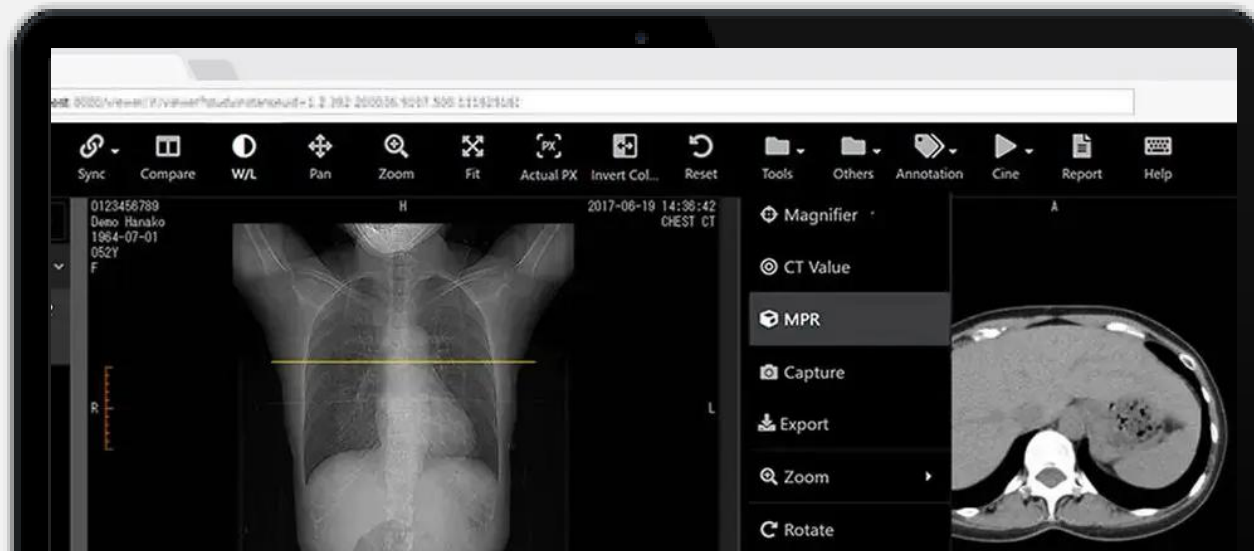 Sync
Compare
W/L
Pan
Zoom
Fit
Actual PX
Invert Col...
Reset
Tools
Others
Annotation
Cine
Report
Help
0123456789
Demo Hanako
1964-07-01
052Y
F
H
2017-06-19 14:36:42
CHEST CT
R
L
Magnifier
CT Value
MPR
Capture
Export
Zoom
Rotate
A